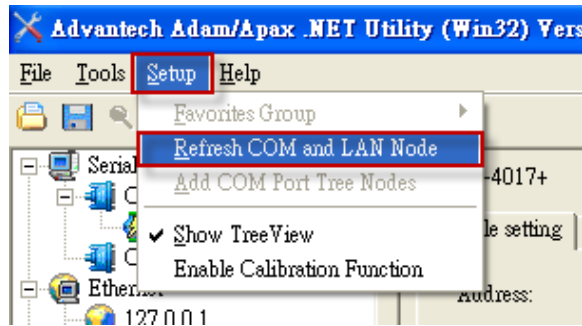 Advantech Adam/Apax .NET Utility (Win32) Vers
File Tools Setup Help
Favorites Group
Refresh COM and LAN Node
Serial
Add COM Port Tree Nodes
-4017+
Show TreeView
le setting
Enable Calibration Function
Address:
127.0.0.1